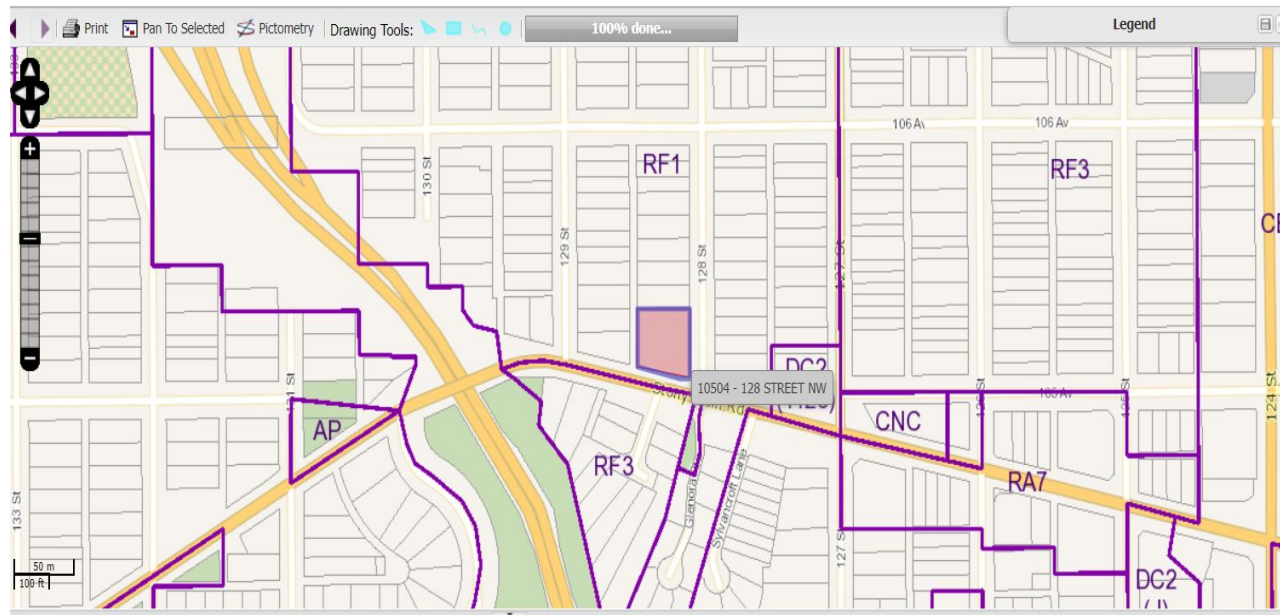 Print
Pan To Selected
Pictometry
Drawing Tools:
100% done...
Legend
106 Av
106 Av
RF1
RF3
130 St
129 St
128 St
127 St
10504 - 128 STREET NW
DC2
CNC
105 Av
126 St
125 St
124 St
131 St
AP
RF3
RA7
Sylvancroft Lane
133 St
127 St
DC2
50 m
100 ft